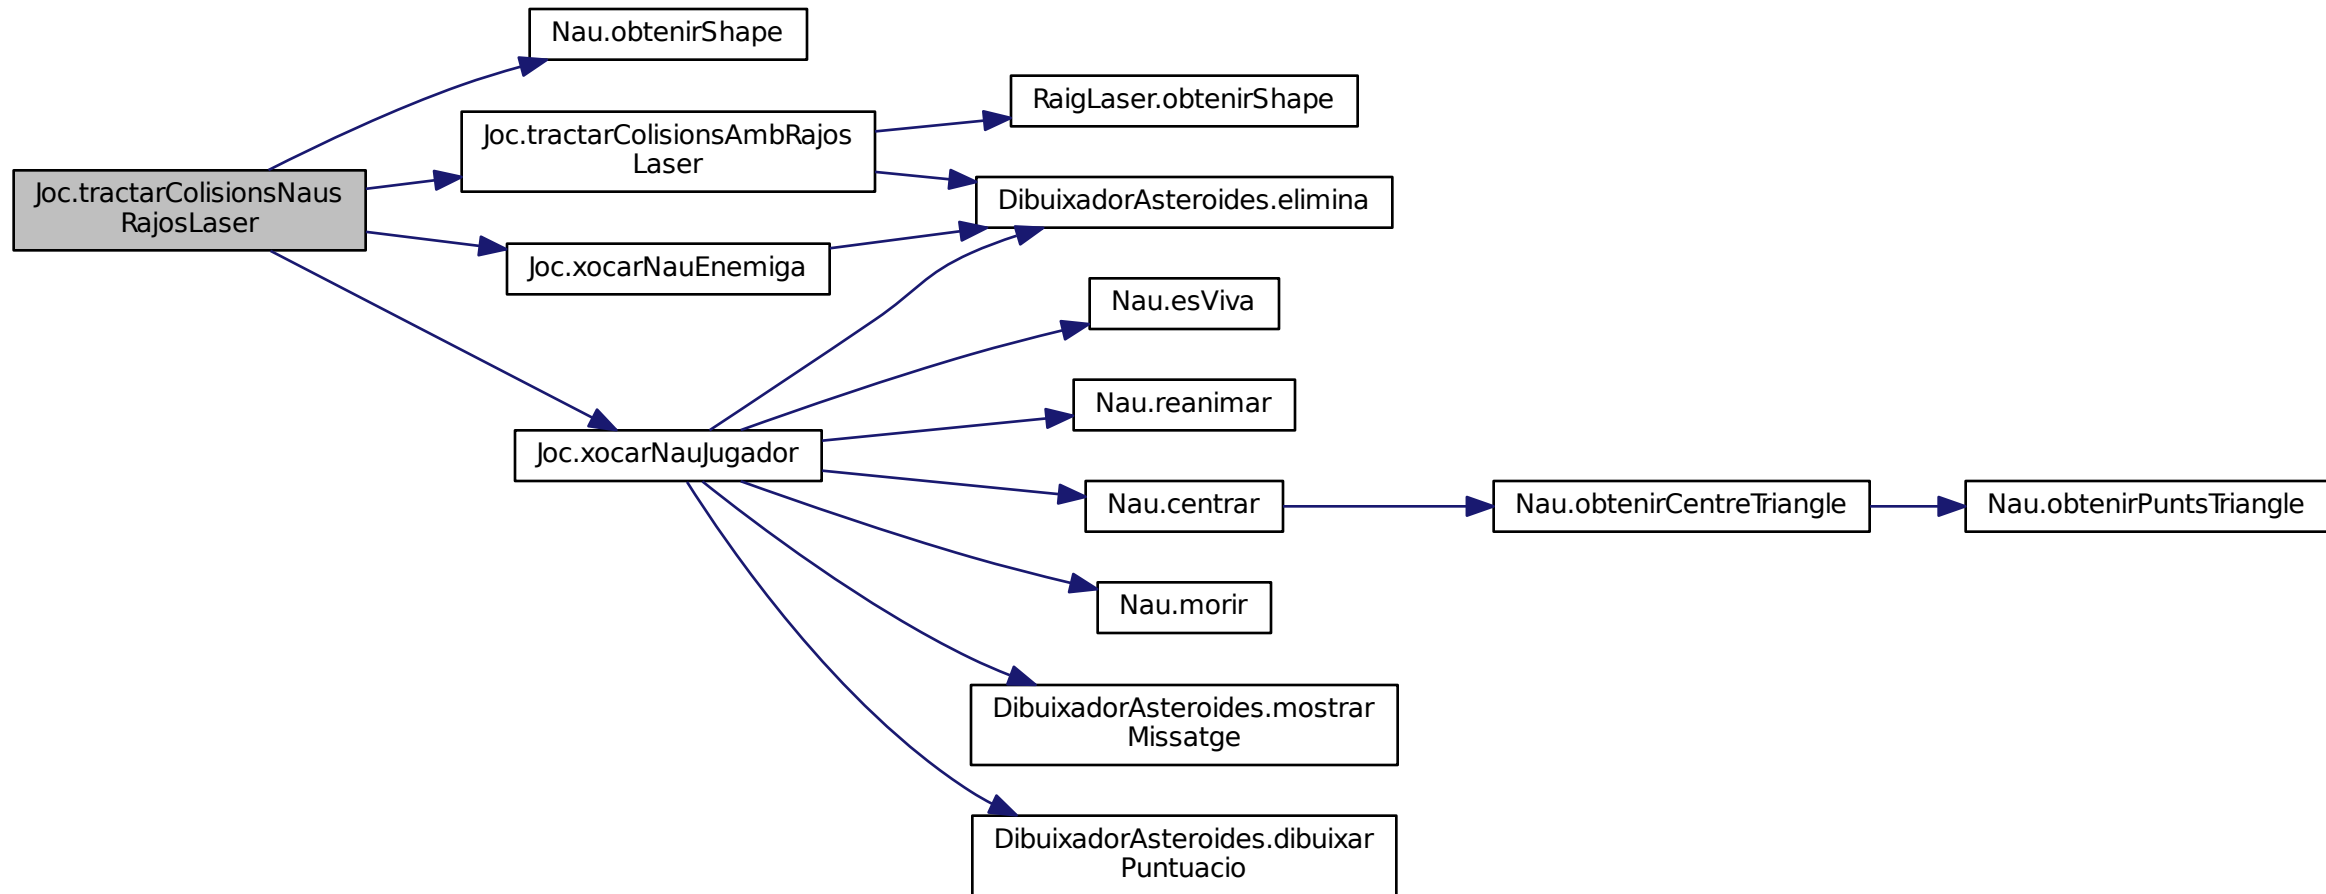 Nau.obtenirShape
RaigLaser.obtenirShape
Joc.tractarColisionsAmbRajos
Laser
Joc.tractarColisionsNaus
RajosLaser
DibuixadorAsteroides.elimina
Joc.xocarNauEnemiga
Nau.esViva
Nau.reanimar
Joc.xocarNauJugador
Nau.centrar
Nau.obtenirCentreTriangle
Nau.obtenirPuntsTriangle
Nau.morir
DibuixadorAsteroides.mostrar
Missatge
DibuixadorAsteroides.dibuixar
Puntuacio